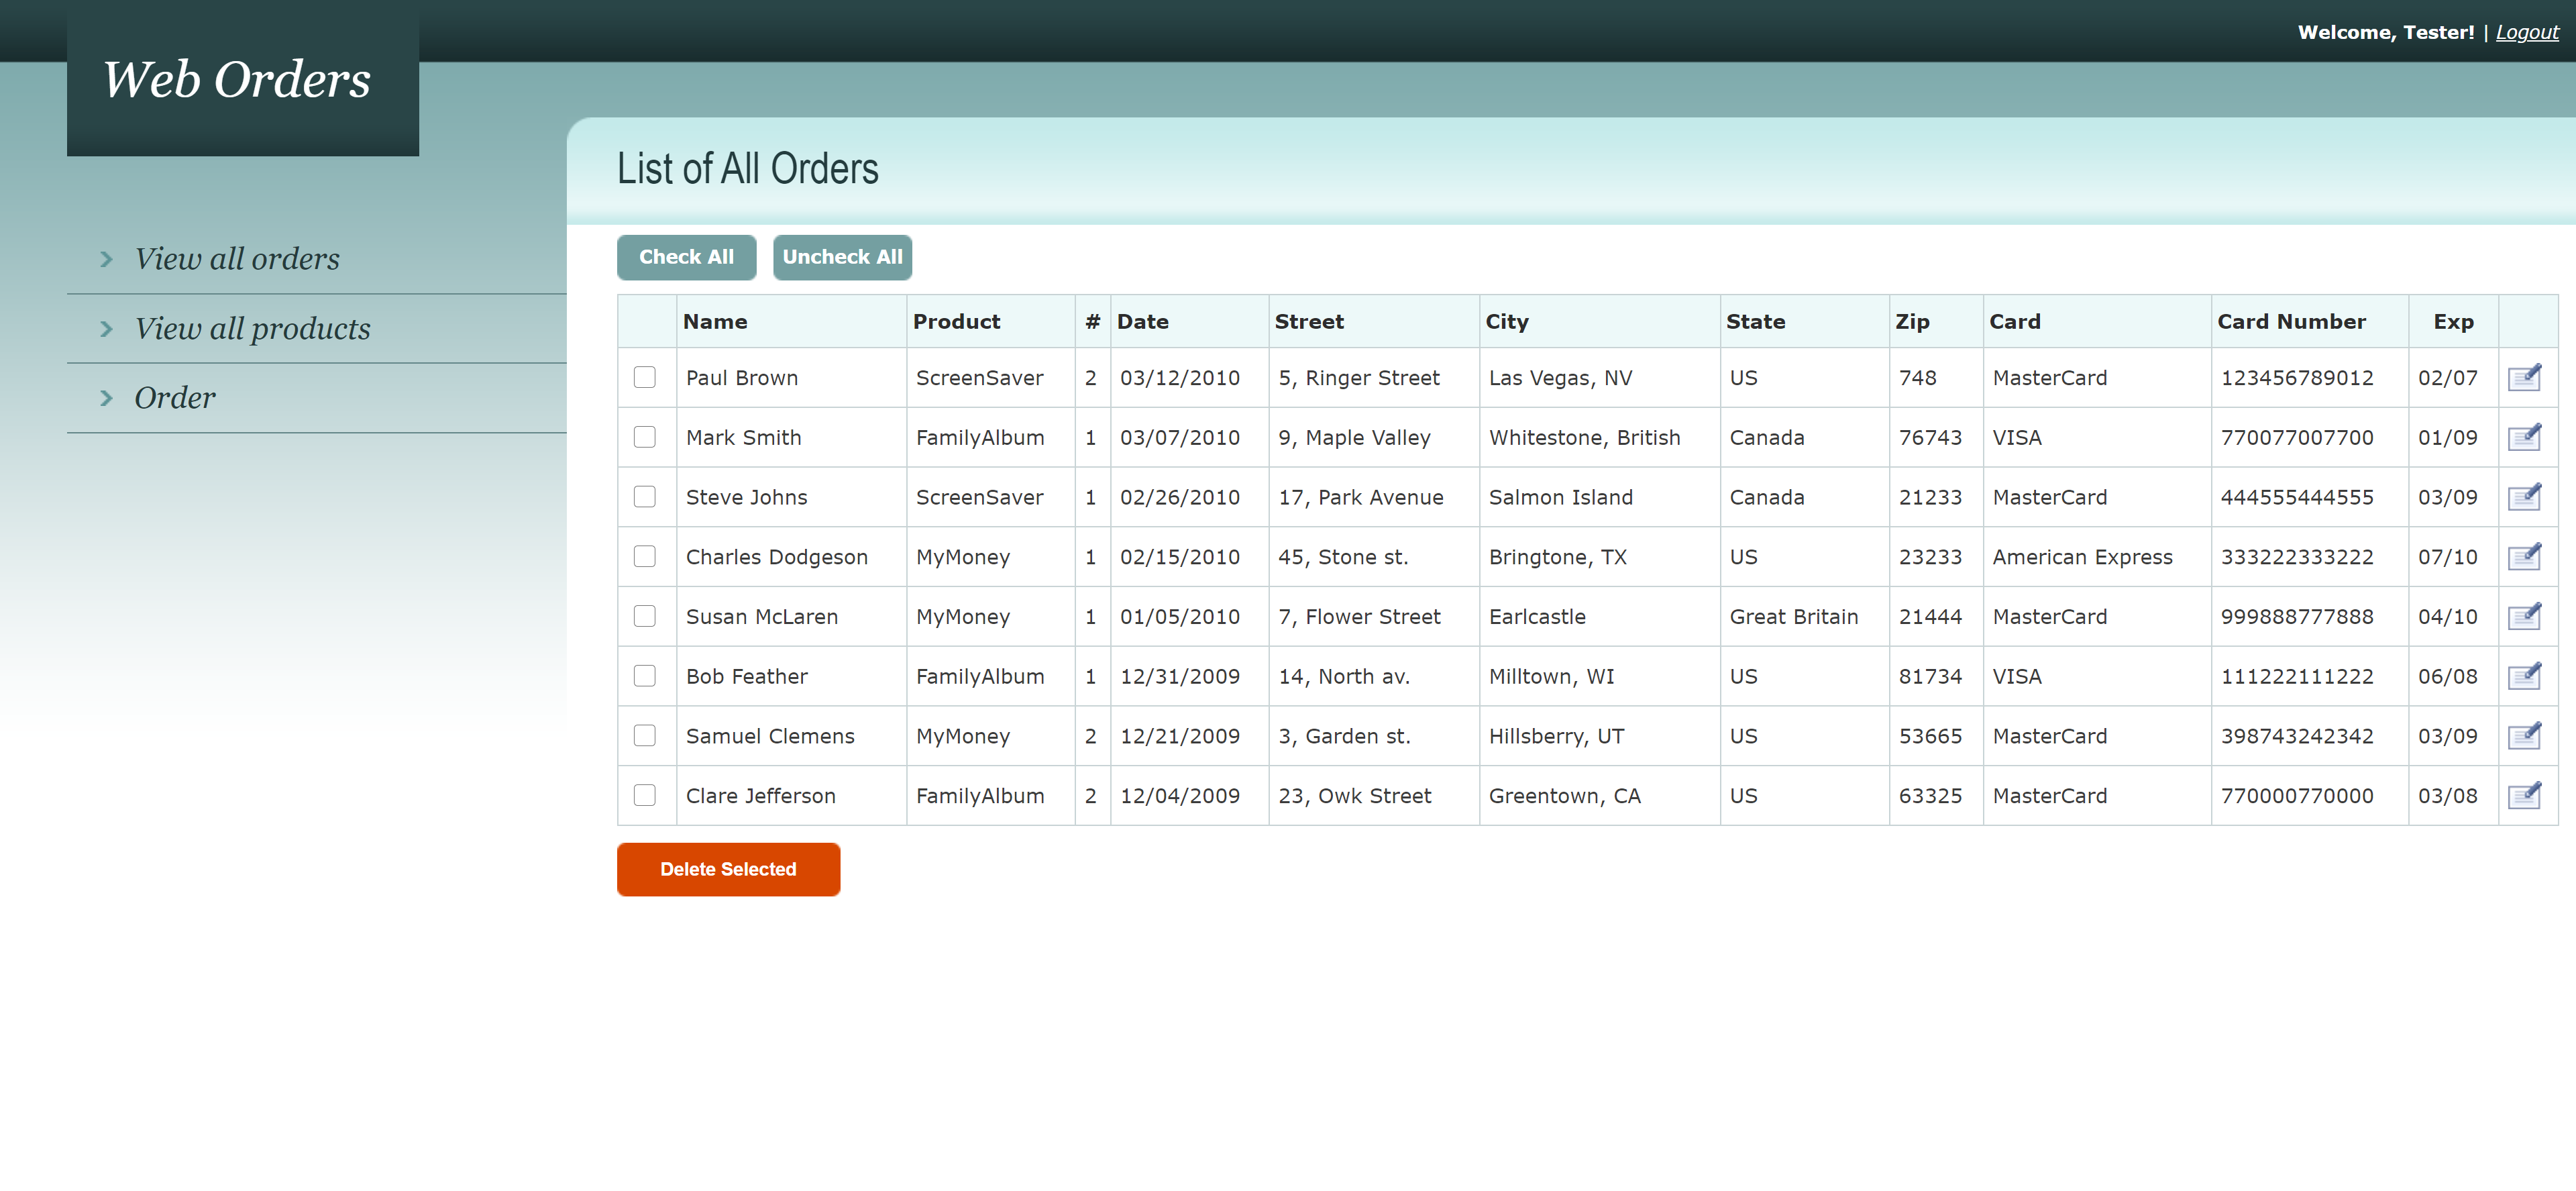 Welcome, Tester! | Logout
Web Orders
View all orders
View all products
Order
List of All Orders
Check All Uncheck All
Name Product # Date Street City State Zip Card Card Number Exp
Paul Brown ScreenSaver 2 03/12/2010 5, Ringer Street Las Vegas, NV US 748 MasterCard 123456789012 02/07
Mark Smith FamilyAlbum 1 03/07/2010 9, Maple Valley Whitestone, British Canada 76743 VISA 770077007700 01/09
Steve Johns ScreenSaver 1 02/26/2010 17, Park Avenue Salmon Island Canada 21233 MasterCard 444555444555 03/09
Charles Dodgeson MyMoney 1 02/15/2010 45, Stone st. Bringtone, TX US 23233 American Express 333222333222 07/10
Susan McLaren MyMoney 1 01/05/2010 7, Flower Street Earlcastle Great Britain 21444 MasterCard 999888777888 04/10
Bob Feather FamilyAlbum 1 12/31/2009 14, North av. Milltown, WI US 81734 VISA 111222111222 06/08
Samuel Clemens MyMoney 2 12/21/2009 3, Garden st. Hillsberry, UT US 53665 MasterCard 398743242342 03/09
Clare Jefferson FamilyAlbum 2 12/04/2009 23, Owk Street Greentown, CA US 63325 MasterCard 770000770000 03/08
Delete Selected